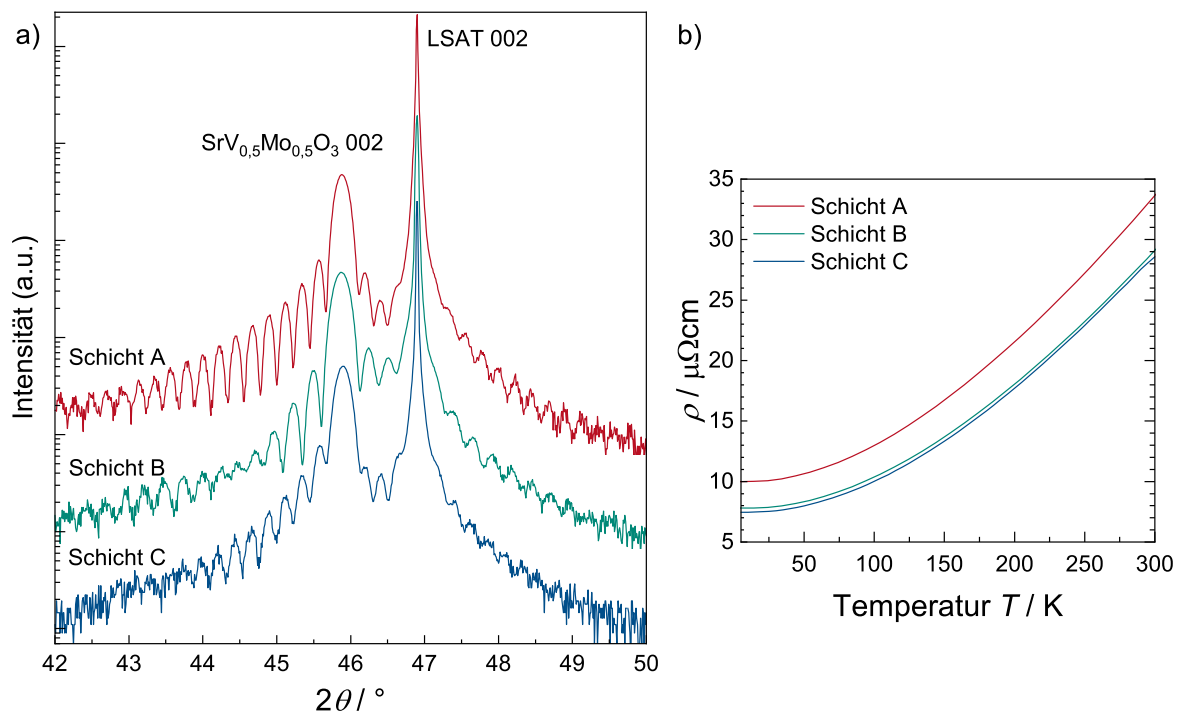 a)
LSAT 002
SrV0,5Mo0,5O3 002
Intensität (a.u.)
Schicht A
Schicht B
Schicht C
42 43 44 45 46 47 48 49 50
2θ / °
b)
35
30
25
20
15
10
5
Schicht A
Schicht B
Schicht C
ρ / μΩcm
50 100 150 200 250 300
Temperatur T / K